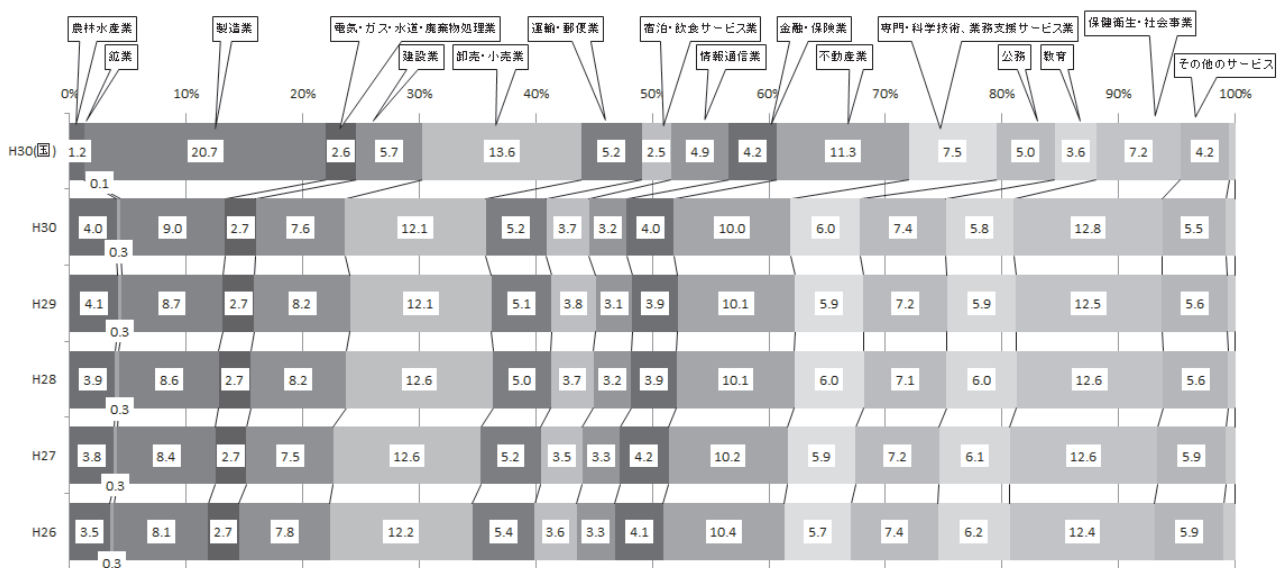 農林水産業 製造業 電気・ガス・水道・廃棄物処理業 運輸・郵便業 宿泊・飲食サービス業 金融・保険業 専門・科学技術、業務支援サービス業 保健衛生・社会事業
鉱業 建設業 卸売・小売業 情報通信業 不動産業 公務 教育 その他のサービス
0% 10% 20% 30% 40% 50% 60% 70% 80% 90% 100%
H30(国) 1.2 20.7 2.6 5.7 13.6 5.2 2.5 4.9 4.2 11.3 7.5 5.0 3.6 7.2 4.2
0.1
H30 4.0 9.0 2.7 7.6 12.1 5.2 3.7 3.2 4.0 10.0 6.0 7.4 5.8 12.8 5.5
0.3
H29 4.1 8.7 2.7 8.2 12.1 5.1 3.8 3.1 3.9 10.1 5.9 7.2 5.9 12.5 5.6
0.3
H28 3.9 8.6 2.7 8.2 12.6 5.0 3.7 3.2 3.9 10.1 6.0 7.1 6.0 12.6 5.6
0.3
H27 3.8 8.4 2.7 7.5 12.6 5.2 3.5 3.3 4.2 10.2 5.9 7.2 6.1 12.6 5.9
0.3
H26 3.5 8.1 2.7 7.8 12.2 5.4 3.6 3.3 4.1 10.4 5.7 7.4 6.2 12.4 5.9
0.3